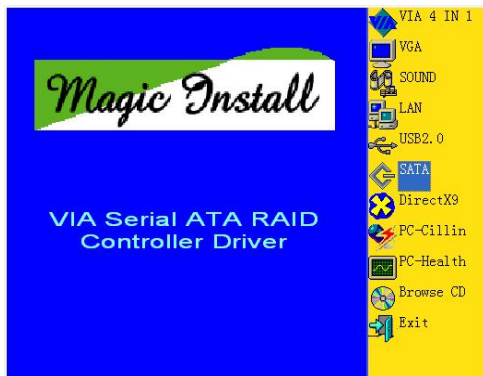 Magic Install
VIA Serial ATA RAID
Controller Driver
VIA 4 IN 1
VGA
SOUND
LAN
USB2.0
SATA
DirectX9
PC-Cillin
PC-Health
Browse CD
Exit